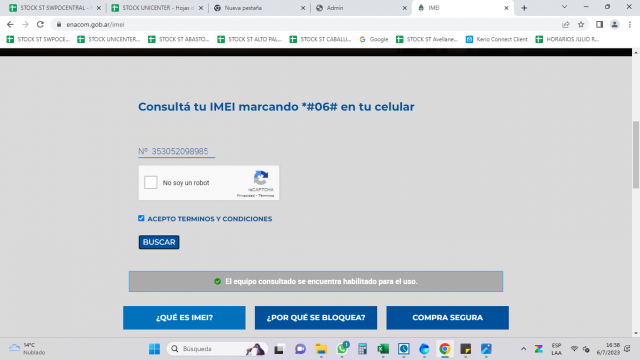 STOCK ST SWPOCENTRAL - H
STOCK ST UNICENTER - Hojas d
Nueva pestaña
Admin
IMEI
enacom.gob.ar/imei
STOCK ST SWPOCE...
STOCK UNICENTER...
STOCK ST ABASTO...
STOCK ST ALTO PAL...
STOCK ST CABALLI...
Google
STOCK ST Avellane...
Kerio Connect Client
HORARIOS JULIO R...
Consultá tu IMEI marcando *#06# en tu celular
Nº 353052098985
No soy un robot
reCAPTCHA
Privacidad - Términos
ACEPTO TERMINOS Y CONDICIONES
BUSCAR
El equipo consultado se encuentra habilitado para el uso.
¿QUÉ ES IMEI?
¿POR QUÉ SE BLOQUEA?
COMPRA SEGURA
14°C
Nublado
Búsqueda
ESP
LAA
16:38
6/7/2023